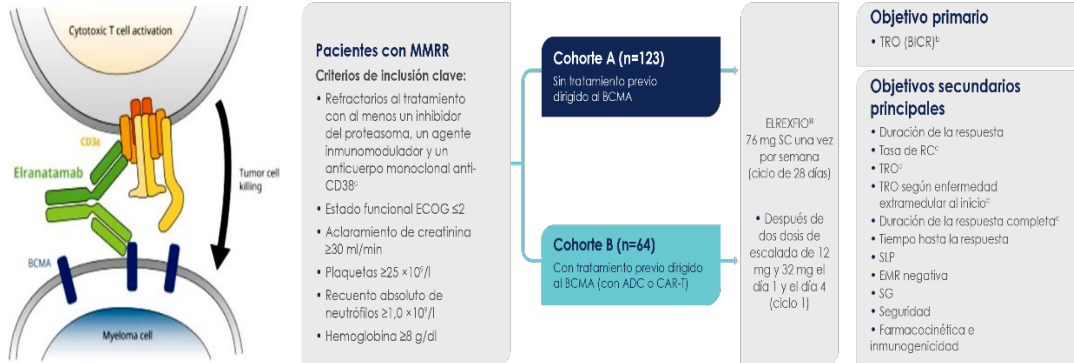 Cytotoxic T cell activation
CD3ε
Elranatamab
Tumor cell
killing
BCMA
Myeloma cell
Pacientes con MMRR
Criterios de inclusión clave:
• Refractarios al tratamiento
con al menos un inhibidor
del proteasoma, un agente
inmunomodulador y un
anticuerpo monoclonal anti-
CD38ᶜ
• Estado funcional ECOG ≤2
• Aclaramiento de creatinina
≥30 ml/min
• Plaquetas ≥25 ×10⁹/l
• Recuento absoluto de
neutrófilos ≥1,0 ×10⁹/l
• Hemoglobina ≥8 g/dl
Cohorte A (n=123)
Sin tratamiento previo
dirigido al BCMA
Cohorte B (n=64)
Con tratamiento previo dirigido
al BCMA (con ADC o CAR-T)
ELREXFIO®
76 mg SC una vez
por semana
(ciclo de 28 días)
• Después de
dos dosis de
escalada de 12
mg y 32 mg el
día 1 y el día 4
(ciclo 1)
Objetivo primario
• TRO (BICR)ᵇ
Objetivos secundarios
principales
• Duración de la respuesta
• Tasa de RCᶜ
• TROᶜ
• TRO según enfermedad
extramedular al inicioᶜ
• Duración de la respuesta completaᶜ
• Tiempo hasta la respuesta
• SLP
• EMR negativa
• SG
• Seguridad
• Farmacocinética e
inmunogenicidad